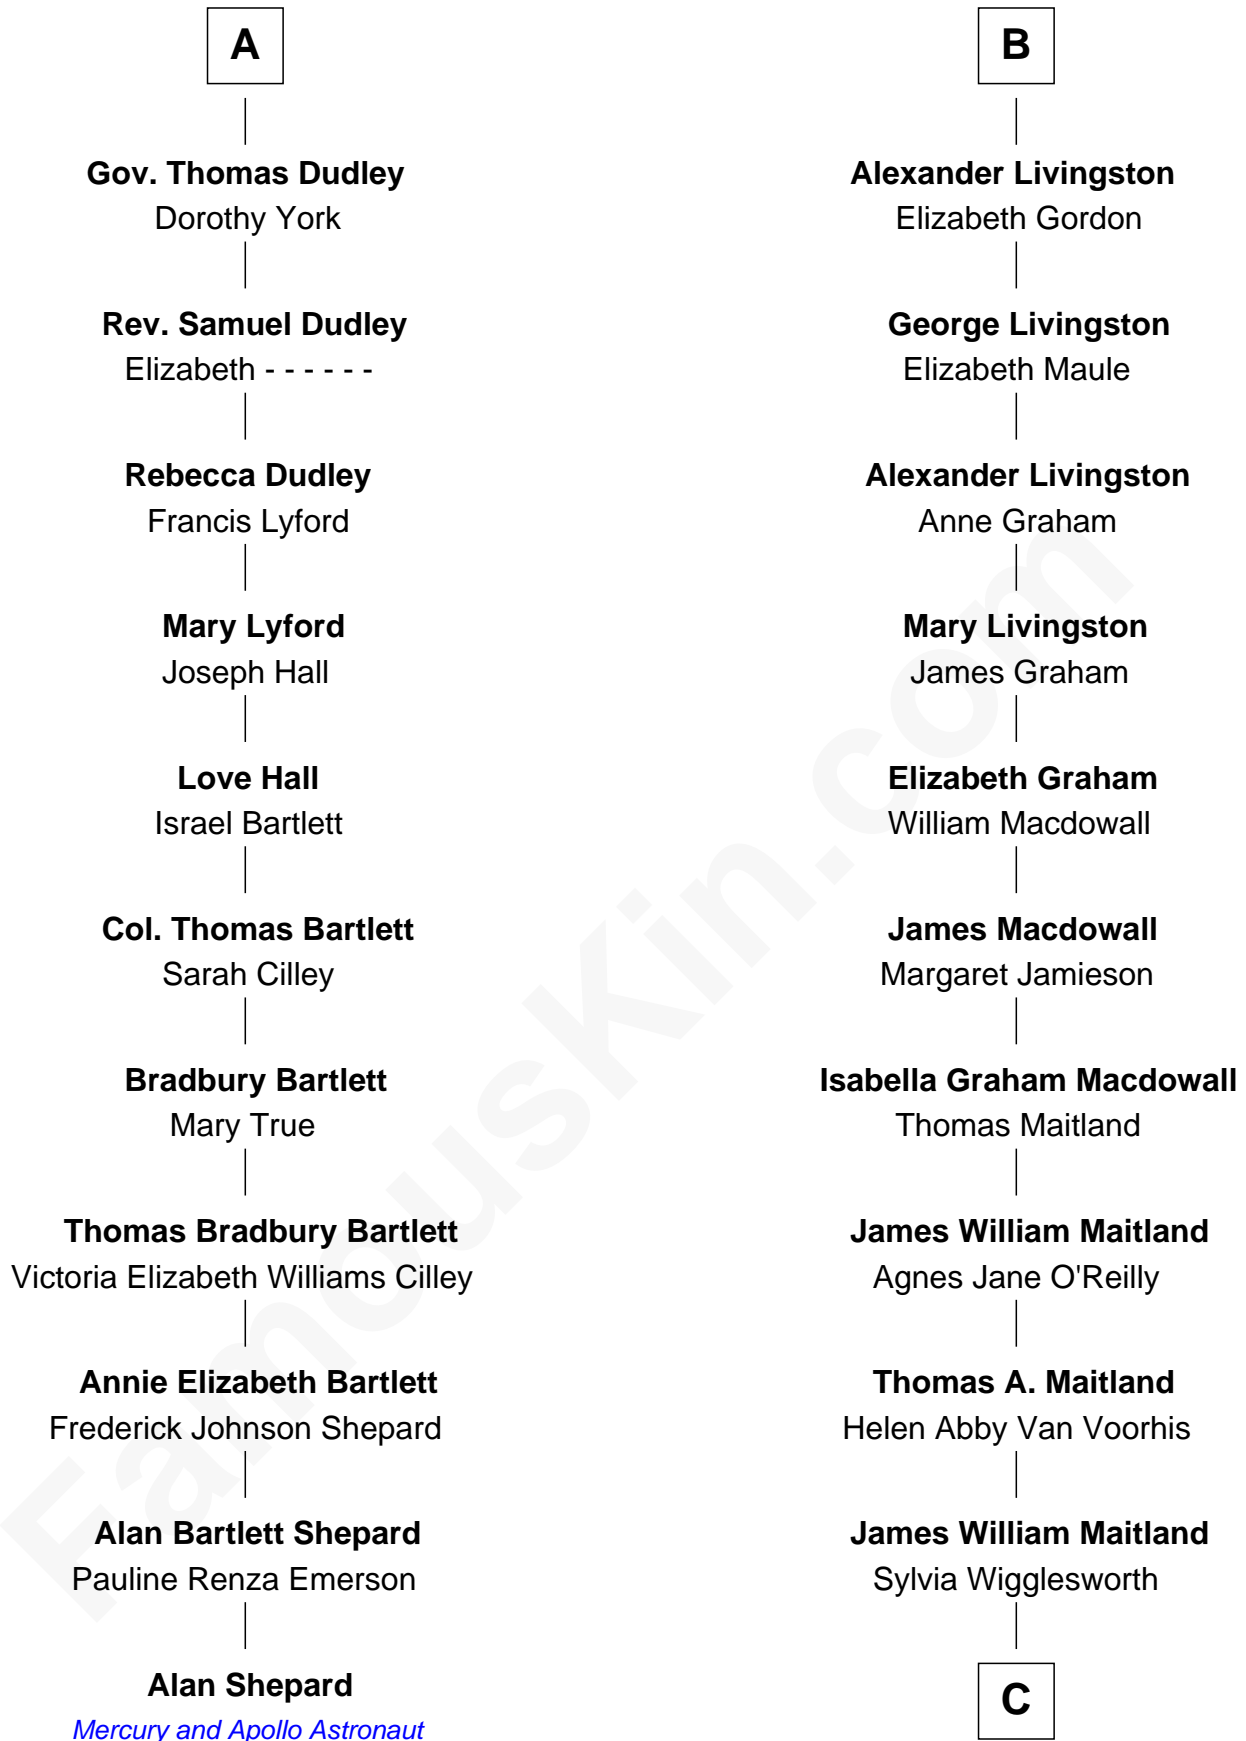 A
Gov. Thomas Dudley
Dorothy York
Rev. Samuel Dudley
Elizabeth - - - - - -
Rebecca Dudley
Francis Lyford
Mary Lyford
Joseph Hall
Love Hall
Israel Bartlett
Col. Thomas Bartlett
Sarah Cilley
Bradbury Bartlett
Mary True
Thomas Bradbury Bartlett
Victoria Elizabeth Williams Cilley
Annie Elizabeth Bartlett
Frederick Johnson Shepard
Alan Bartlett Shepard
Pauline Renza Emerson
Alan Shepard
Mercury and Apollo Astronaut
B
Alexander Livingston
Elizabeth Gordon
George Livingston
Elizabeth Maule
Alexander Livingston
Anne Graham
Mary Livingston
James Graham
Elizabeth Graham
William Macdowall
James Macdowall
Margaret Jamieson
Isabella Graham Macdowall
Thomas Maitland
James William Maitland
Agnes Jane O'Reilly
Thomas A. Maitland
Helen Abby Van Voorhis
James William Maitland
Sylvia Wigglesworth
C
FamousKin.com